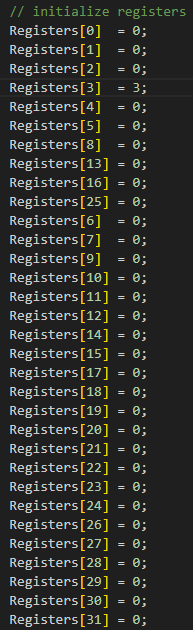 // initialize registers
Registers[0]  = 0;
Registers[1]  = 0;
Registers[2]  = 0;
Registers[3]  = 3;
Registers[4]  = 0;
Registers[5]  = 0;
Registers[8]  = 0;
Registers[13] = 0;
Registers[16] = 0;
Registers[25] = 0;
Registers[6]  = 0;
Registers[7]  = 0;
Registers[9]  = 0;
Registers[10] = 0;
Registers[11] = 0;
Registers[12] = 0;
Registers[14] = 0;
Registers[15] = 0;
Registers[17] = 0;
Registers[18] = 0;
Registers[19] = 0;
Registers[20] = 0;
Registers[21] = 0;
Registers[22] = 0;
Registers[23] = 0;
Registers[24] = 0;
Registers[26] = 0;
Registers[27] = 0;
Registers[28] = 0;
Registers[29] = 0;
Registers[30] = 0;
Registers[31] = 0;